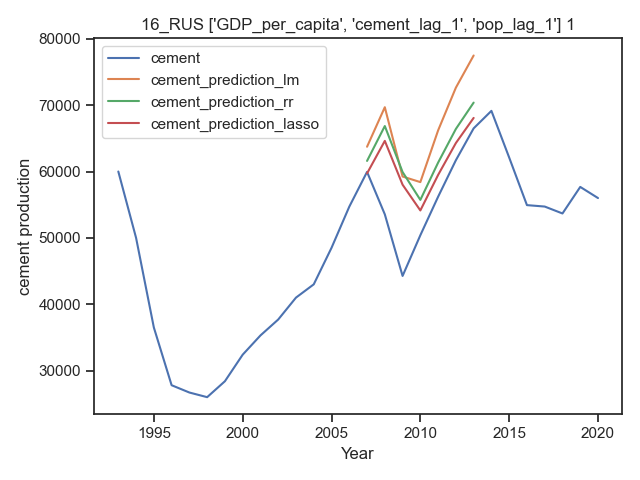 16_RUS ['GDP_per_capita', 'cement_lag_1', 'pop_lag_1'] 1
cement
cement_prediction_lm
cement_prediction_rr
cement_prediction_lasso
80000
70000
60000
50000
40000
30000
cement production
1995
2000
2005
2010
2015
2020
Year